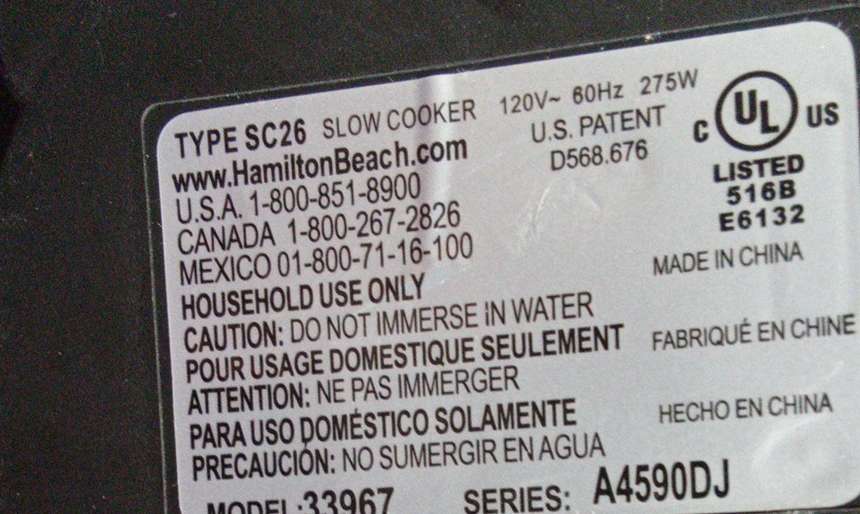 TYPE SC26 SLOW COOKER 120V~ 60Hz 275W
www.HamiltonBeach.com U.S. PATENT
D568.676
U.S.A. 1-800-851-8900
CANADA 1-800-267-2826
MEXICO 01-800-71-16-100
C UL US
LISTED
516B
E6132
HOUSEHOLD USE ONLY MADE IN CHINA
CAUTION: DO NOT IMMERSE IN WATER
POUR USAGE DOMESTIQUE SEULEMENT FABRIQUÉ EN CHINE
ATTENTION: NE PAS IMMERGER
PARA USO DOMÉSTICO SOLAMENTE HECHO EN CHINA
PRECAUCIÓN: NO SUMERGIR EN AGUA
MODEL: 33967 SERIES: A4590DJ